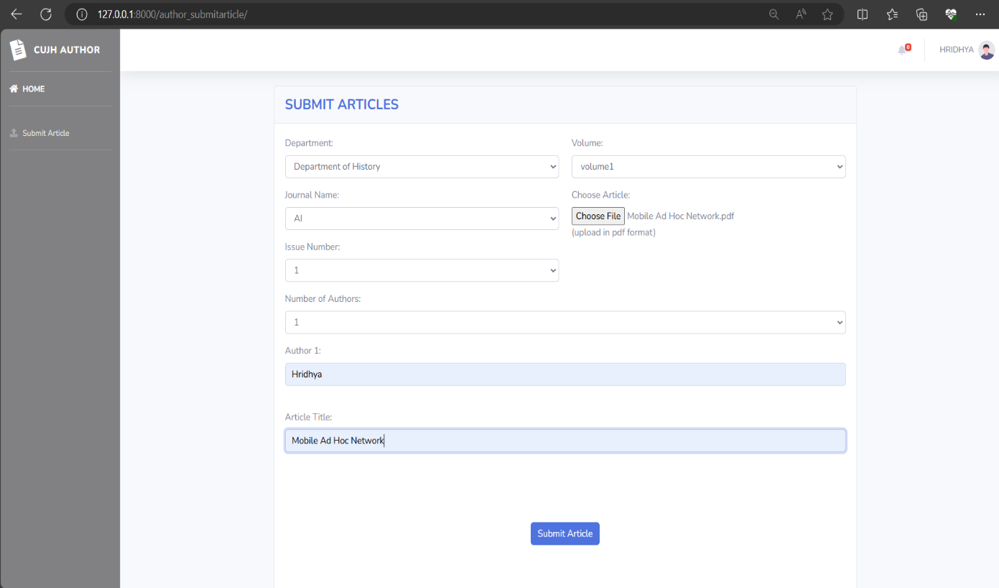 127.0.0.1:8000/author_submitarticle/
CUJH AUTHOR
0
HRIDHYA
HOME
Submit Article
SUBMIT ARTICLES
Department:
Volume:
Department of History
volume1
Journal Name:
Choose Article:
AI
Choose File Mobile Ad Hoc Network.pdf
(upload in pdf format)
Issue Number:
1
Number of Authors:
1
Author 1:
Hridhya
Article Title:
Mobile Ad Hoc Network
Submit Article